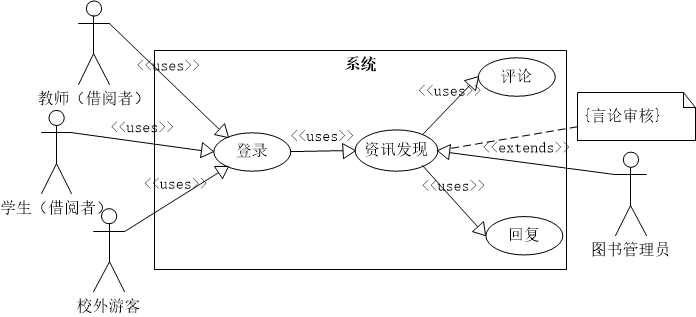 系统
<<uses>>
评论
<<uses>>
教师（借阅者）
{言论审核}
<<uses>>
<<uses>>
登录
资讯发现
<<extends>>
<<uses>>
<<uses>>
学生（借阅者）
回复
图书管理员
校外游客